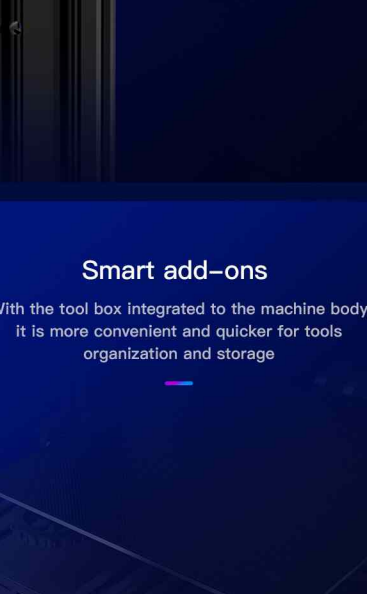 Smart add-ons
With the tool box integrated to the machine body
it is more convenient and quicker for tools
organization and storage